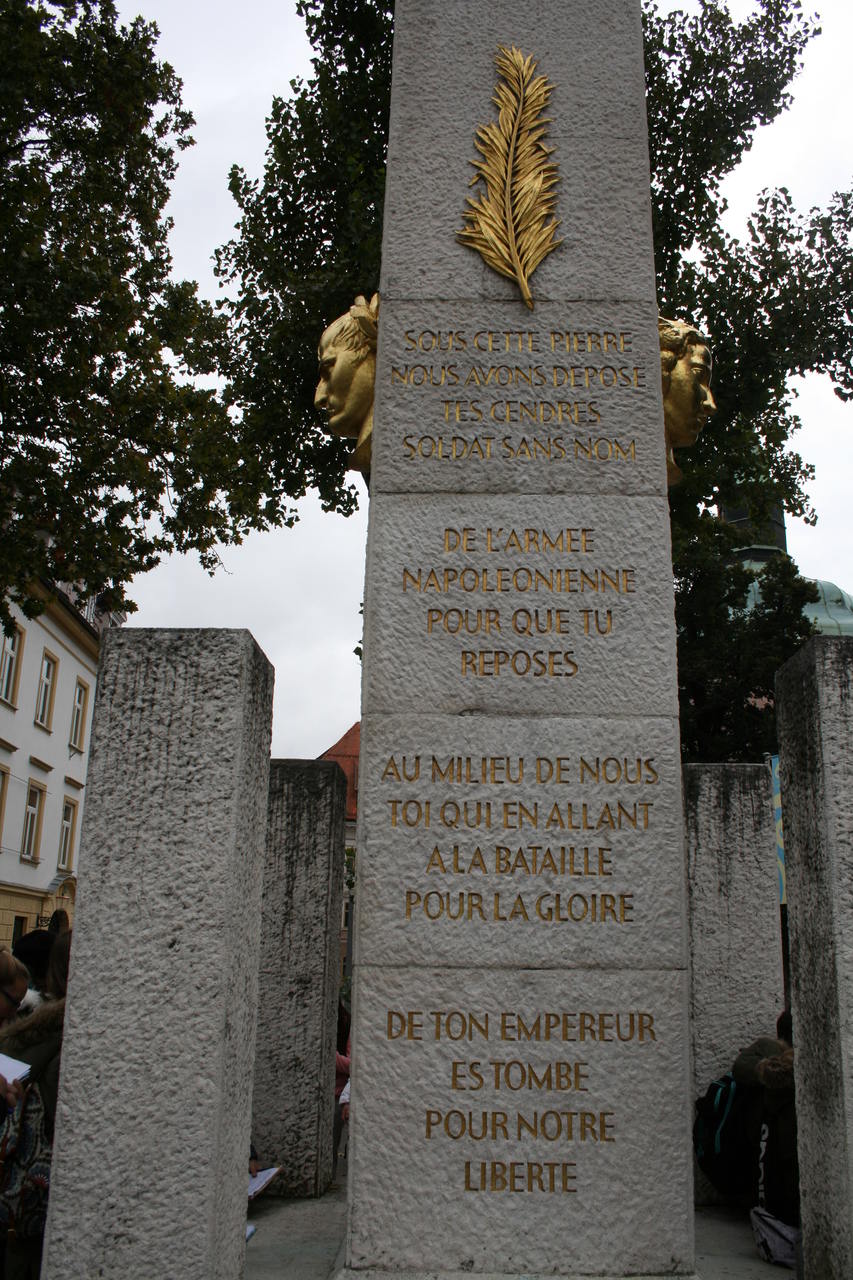 SOUS CETTE PIERRE
NOUS AVONS DEPOSE
TES CENDRES
SOLDAT SANS NOM
DE L'ARMEE
NAPOLEONIENNE
POUR QUE TU
REPOSES
AU MILIEU DE NOUS
TOI QUI EN ALLANT
A LA BATAILLE
POUR LA GLOIRE
DE TON EMPEREUR
ES TOMBE
POUR NOTRE
LIBERTE